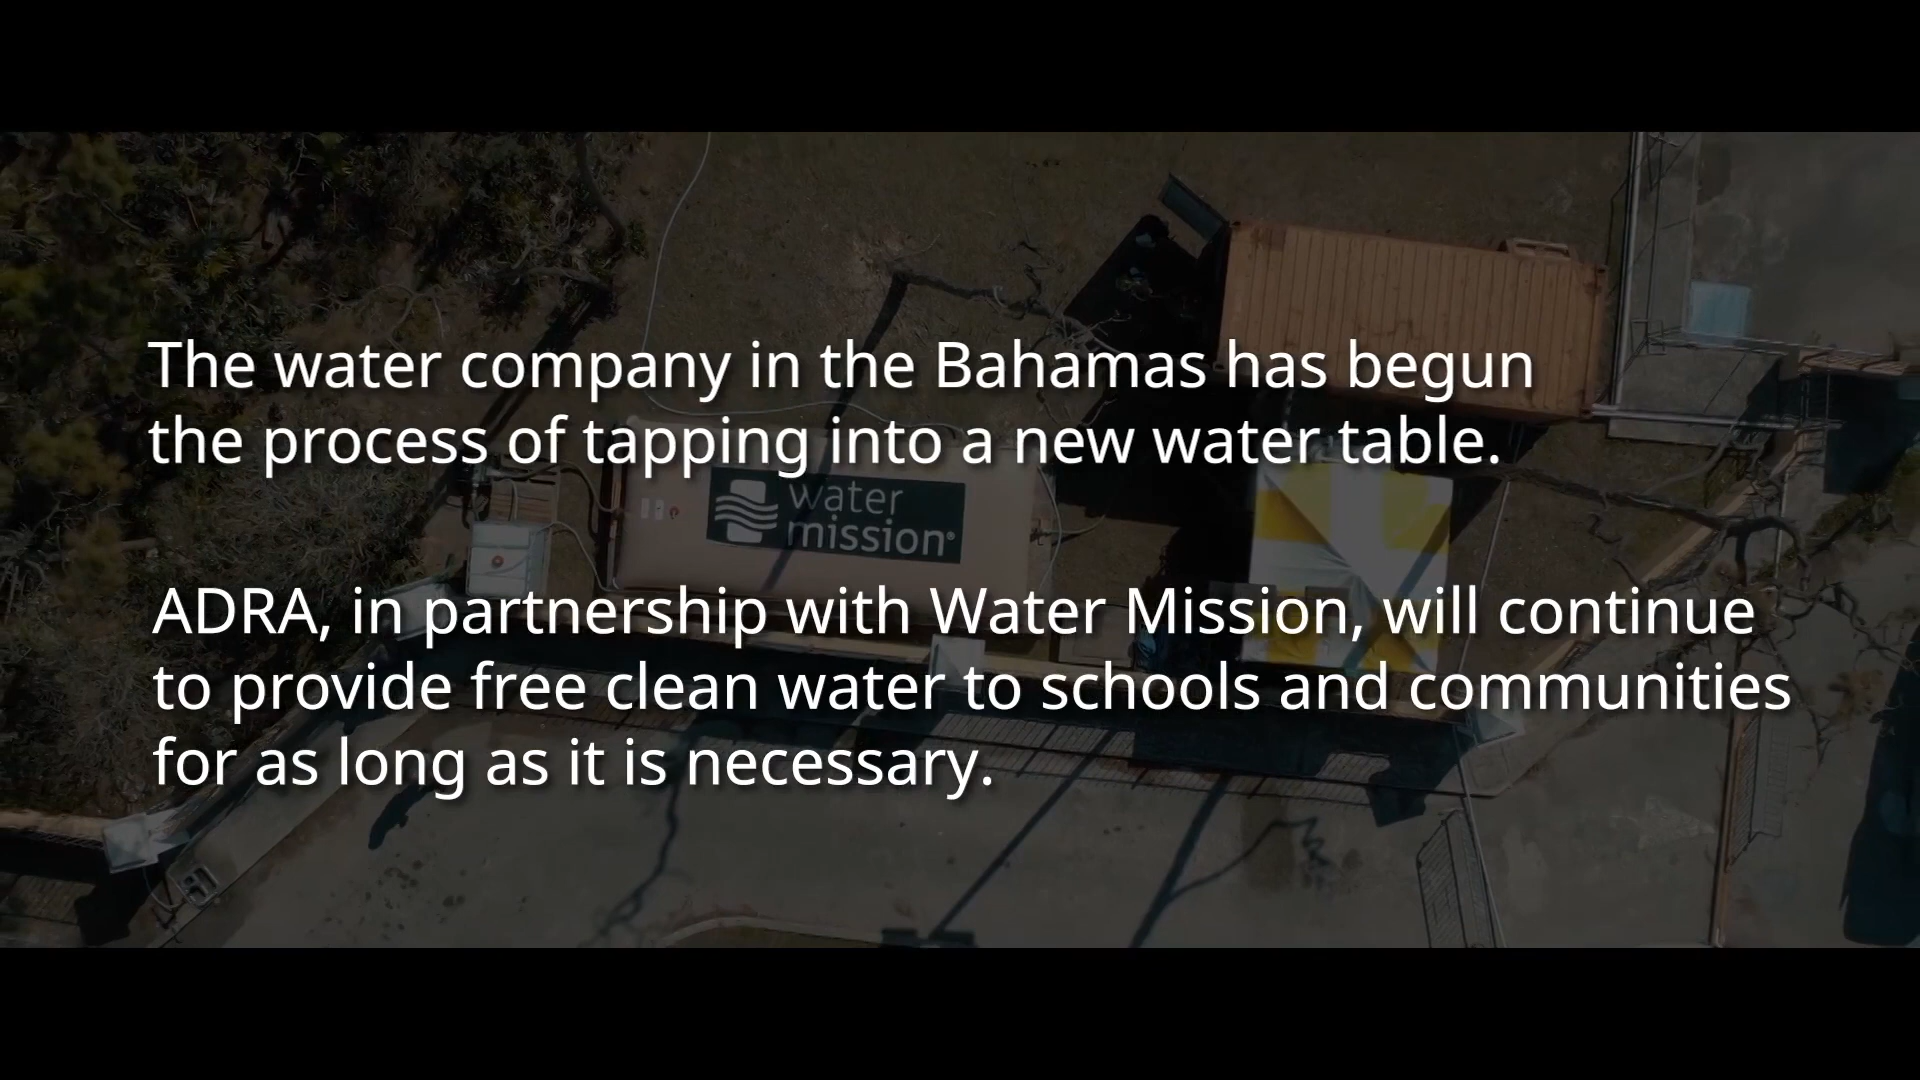 The water company in the Bahamas has begun
the process of tapping into a new water table.
water
mission®
ADRA, in partnership with Water Mission, will continue
to provide free clean water to schools and communities
for as long as it is necessary.